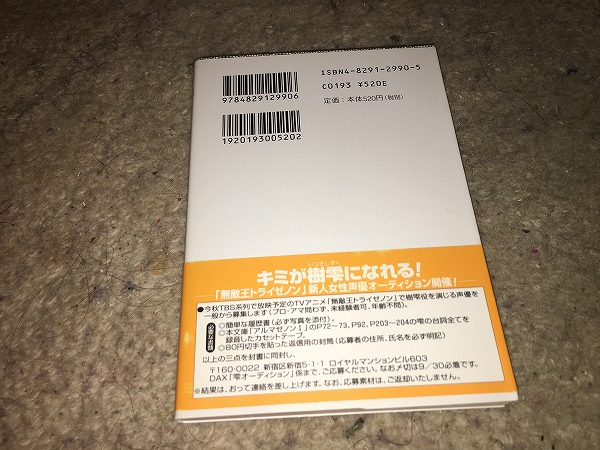 ISBN4-8291-2990-5
9784829129906
C0193 ¥520E
定価：本体520円(税別)
1920193005202
いつきしずく
キミが樹雫になれる!
「無敵王トライゼノン」新人女性声優オーディション開催!
●今秋TBS系列で放映予定のTVアニメ「無敵王トライゼノン」で樹雫役を演じる声優を
一般から募集します(プロ・アマ問わず、未経験者可、年齢不問)。
○簡単な履歴書(必ず写真を添付)。
○本文庫「アルマゼノン1」のP72〜73、P92、P203〜204の雫の台詞全てを
録音したカセットテープ。
○80円切手を貼った返信用の封筒(応募者の住所、氏名を必ず明記)
以上の三点を封書に同封し、
〒160-0022 新宿区新宿5-1-1 ロイヤルマンションビル603
DAX「雫オーディション」係まで、ご応募ください。なお〆切は9/30必着です。
※結果は、おって連絡を差し上げます。なお、応募素材は、ご返却いたしません。